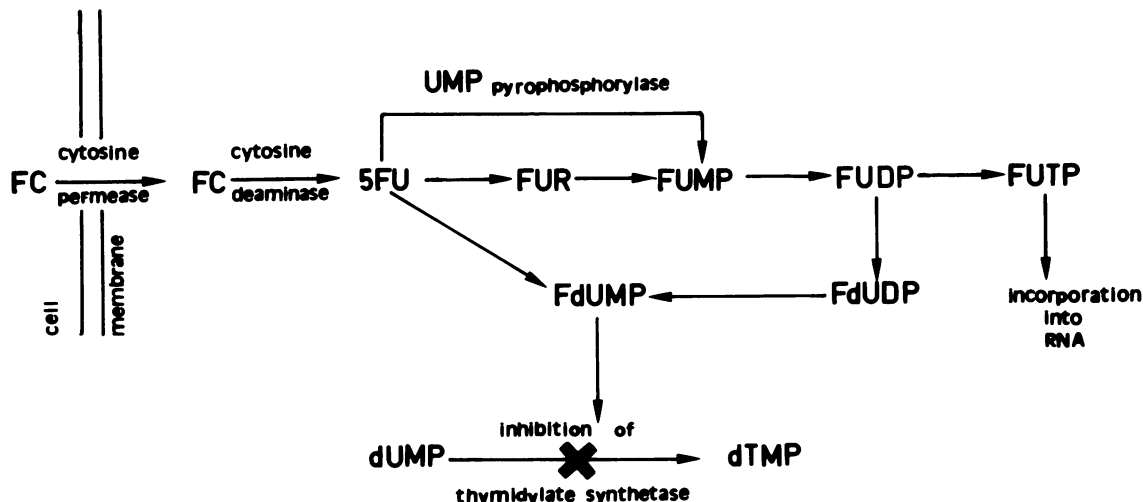 UMP pyrophosphorylase
cytosine
permease
cytosine
deaminase
FC
FC
5FU
FUR
FUMP
FUDP
FUTP
cell
membrane
FdUMP
FdUDP
incorporation
into
RNA
inhibition of
dUMP
dTMP
thymidylate synthetase